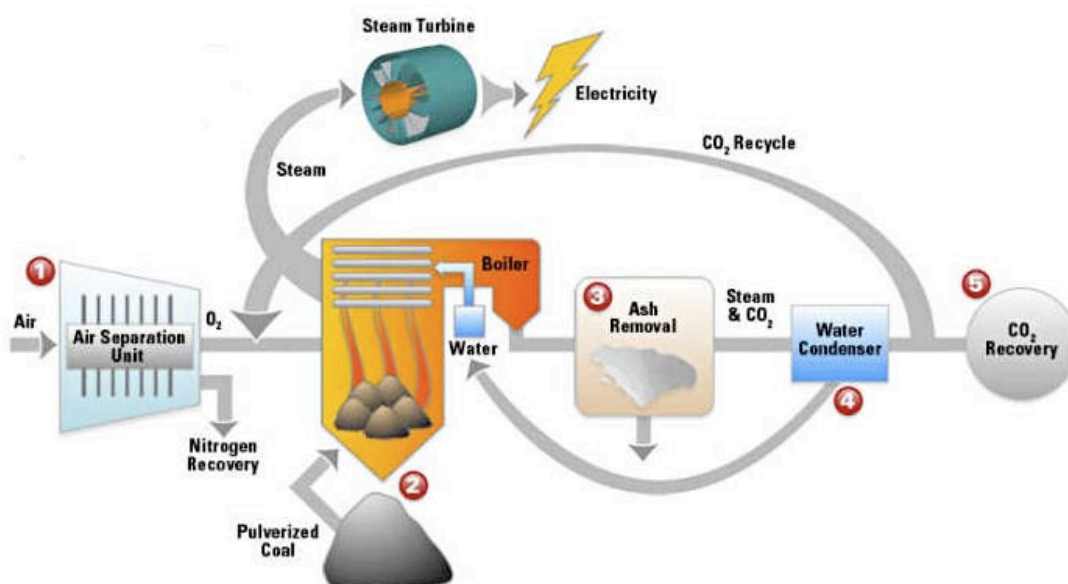 Steam Turbine
Electricity
CO₂ Recycle
Steam
1
Air
Air Separation
Unit
O₂
Nitrogen
Recovery
Boiler
Water
2
Pulverized
Coal
3
Ash
Removal
Steam
& CO₂
Water
Condenser
4
5
CO₂
Recovery